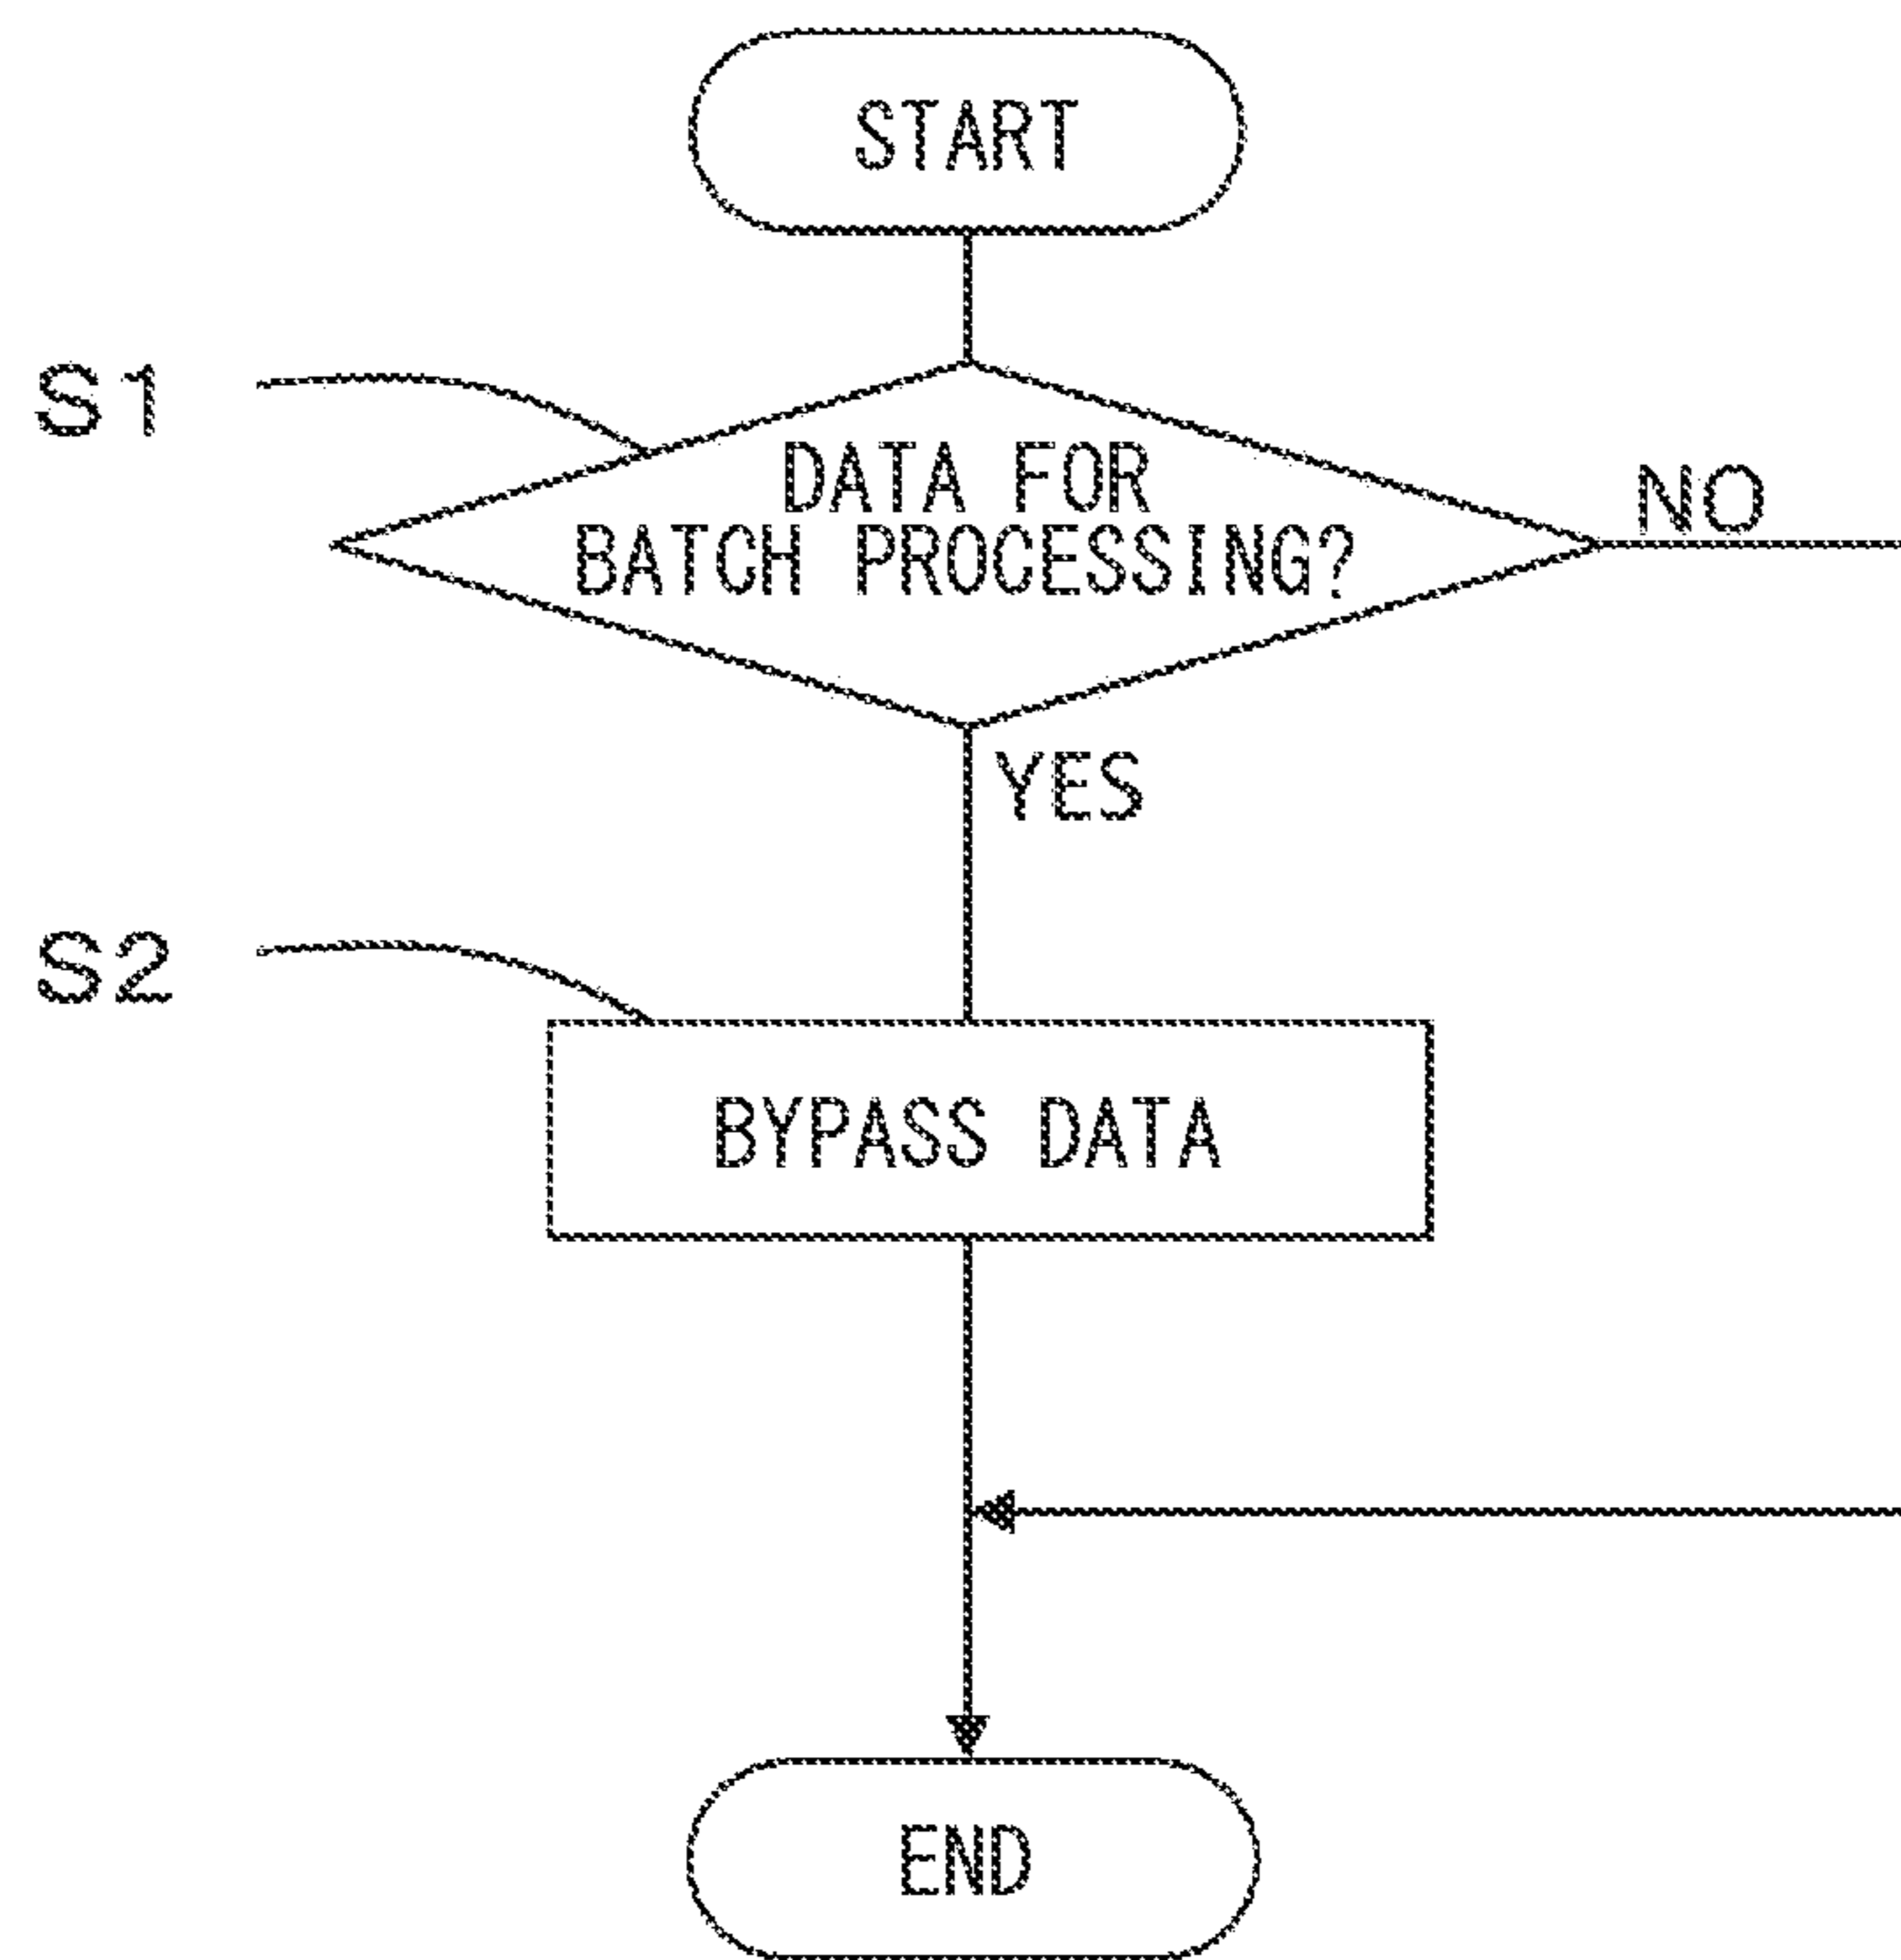 START
S1
DATA FOR
BATCH PROCESSING?
NO
YES
S2
BYPASS DATA
END